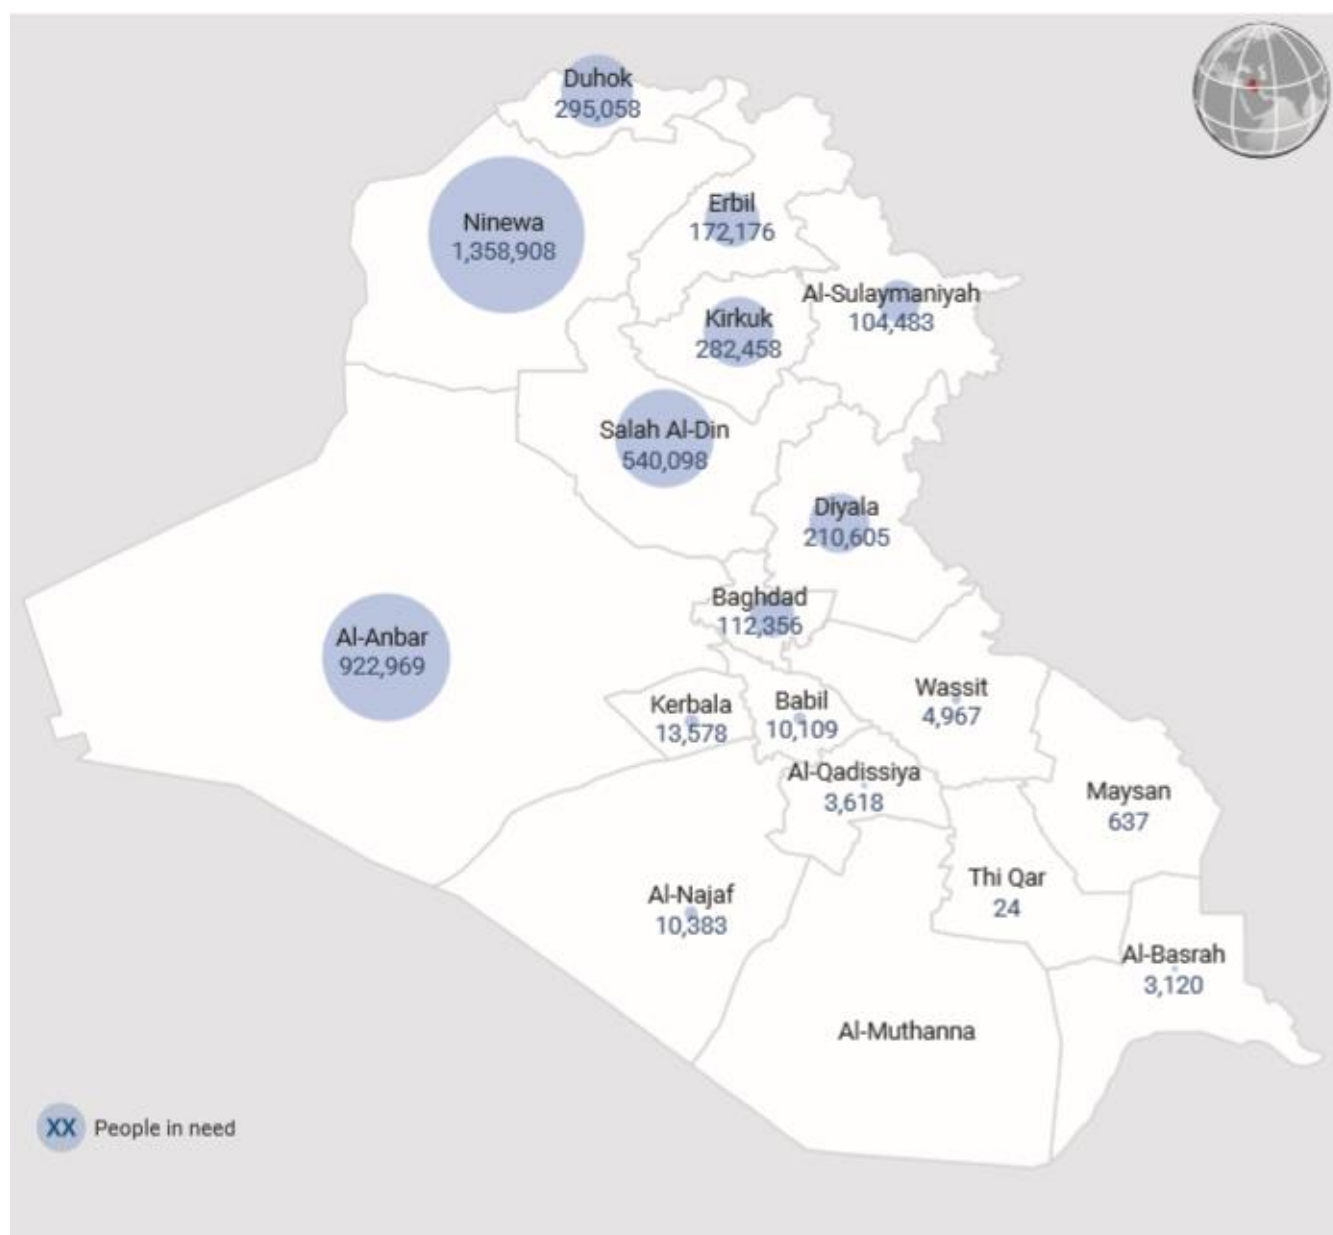 Duhok
295,058
Ninewa
1,358,908
Erbil
172,176
Al-Sulaymaniyah
104,483
Kirkuk
282,458
Salah Al-Din
540,098
Diyala
210,605
Baghdad
112,356
Al-Anbar
922,969
Kerbala
13,578
Babil
10,109
Wassit
4,967
Al-Qadissiya
3,618
Maysan
637
Thi Qar
24
Al-Najaf
10,383
Al-Basrah
3,120
Al-Muthanna
XX People in need